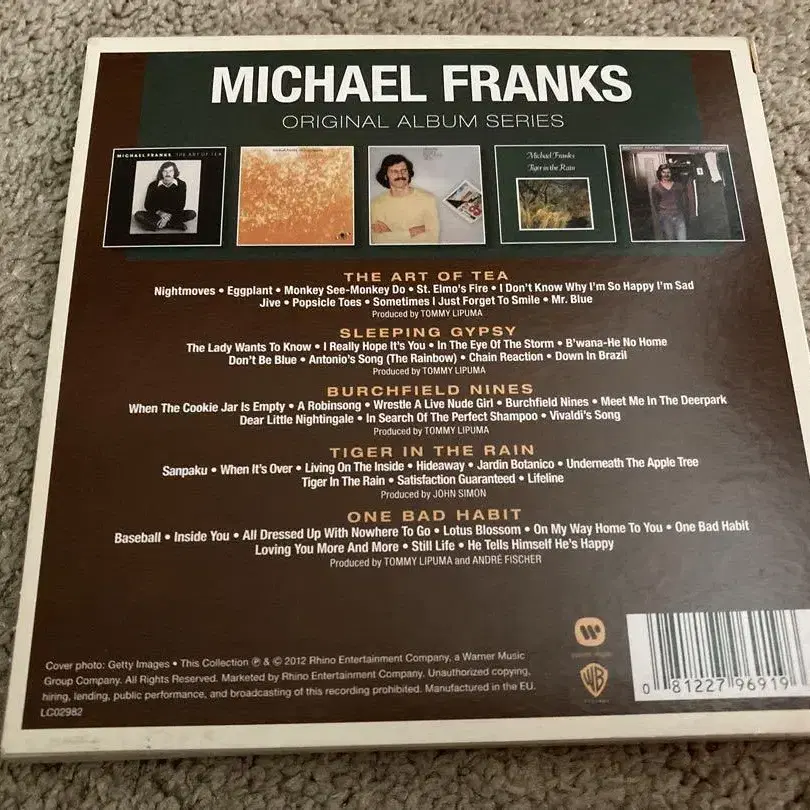 MICHAEL FRANKS
ORIGINAL ALBUM SERIES
MICHAEL FRANKS THE ART OF TEA
Michael Franks
Tiger in the Rain
MICHAEL FRANKS
THE ART OF TEA
Nightmoves • Eggplant • Monkey See-Monkey Do • St. Elmo's Fire • I Don't Know Why I'm So Happy I'm Sad
Jive • Popsicle Toes • Sometimes I Just Forget To Smile • Mr. Blue
Produced by TOMMY LIPUMA
SLEEPING GYPSY
The Lady Wants To Know • I Really Hope It's You • In The Eye Of The Storm • B'wana-He No Home
Don't Be Blue • Antonio's Song (The Rainbow) • Chain Reaction • Down In Brazil
Produced by TOMMY LIPUMA
BURCHFIELD NINES
When The Cookie Jar Is Empty • A Robinsong • Wrestle A Live Nude Girl • Burchfield Nines • Meet Me In The Deerpark
Dear Little Nightingale • In Search Of The Perfect Shampoo • Vivaldi's Song
Produced by TOMMY LIPUMA
TIGER IN THE RAIN
Sanpaku • When It's Over • Living On The Inside • Hideaway • Jardin Botanico • Underneath The Apple Tree
Tiger In The Rain • Satisfaction Guaranteed • Lifeline
Produced by JOHN SIMON
ONE BAD HABIT
Baseball • Inside You • All Dressed Up With Nowhere To Go • Lotus Blossom • On My Way Home To You • One Bad Habit
Loving You More And More • Still Life • He Tells Himself He's Happy
Produced by TOMMY LIPUMA and ANDRÉ FISCHER
Cover photo: Getty Images • This Collection ℗ & © 2012 Rhino Entertainment Company, a Warner Music
Group Company. All Rights Reserved. Marketed by Rhino Entertainment Company. Unauthorized copying,
hiring, lending, public performance, and broadcasting of this recording prohibited. Manufactured in the EU.
LC02982
WB
0 81227 96919